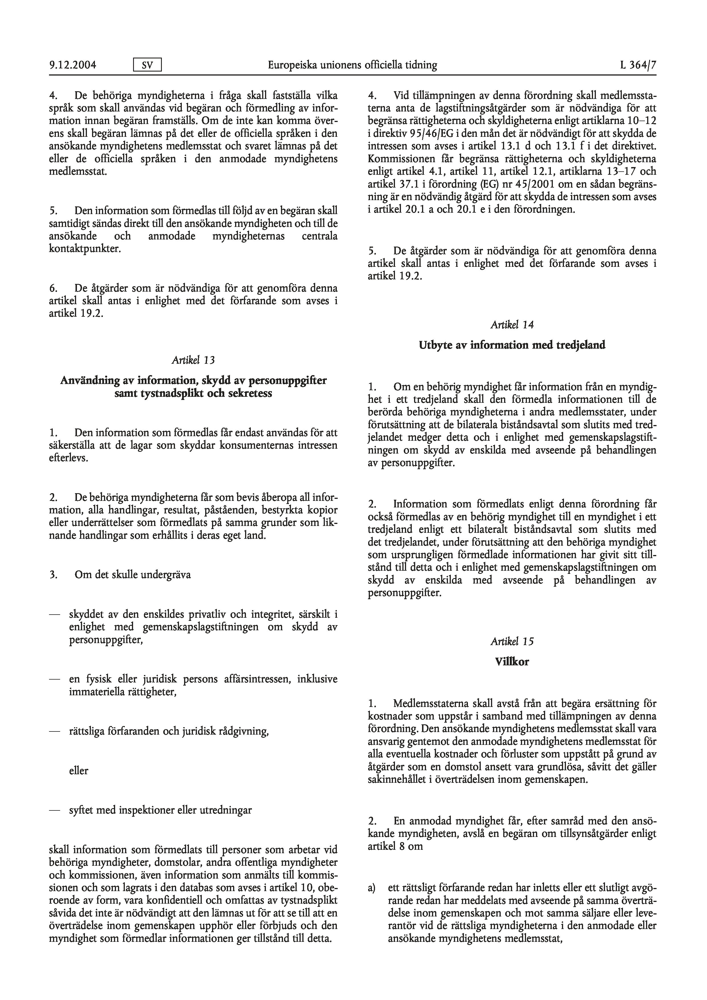 9.12.2004
SV
Europeiska unionens officiella tidning
L 364/7
4. De behöriga myndigheterna i fråga skall fastställa vilka
språk som skall användas vid begäran och förmedling av infor-
mation innan begäran framställs. Om de inte kan komma över-
ens skall begäran lämnas på det eller de officiella språken i den
ansökande myndighetens medlemsstat och svaret lämnas på det
eller de officiella språken i den anmodade myndighetens
medlemsstat.
5. Den information som förmedlas till följd av en begäran skall
samtidigt sändas direkt till den ansökande myndigheten och till de
ansökande och anmodade myndigheternas centrala
kontaktpunkter.
6. De åtgärder som är nödvändiga för att genomföra denna
artikel skall antas i enlighet med det förfarande som avses i
artikel 19.2.
Artikel 13
Användning av information, skydd av personuppgifter
samt tystnadsplikt och sekretess
1. Den information som förmedlas får endast användas för att
säkerställa att de lagar som skyddar konsumenternas intressen
efterlevs.
2. De behöriga myndigheterna får som bevis åberopa all infor-
mation, alla handlingar, resultat, påståenden, bestyrkta kopior
eller underrättelser som förmedlats på samma grunder som lik-
nande handlingar som erhållits i deras eget land.
3. Om det skulle undergräva
— skyddet av den enskildes privatliv och integritet, särskilt i
enlighet med gemenskapslagstiftningen om skydd av
personuppgifter,
— en fysisk eller juridisk persons affärsintressen, inklusive
immateriella rättigheter,
— rättsliga förfaranden och juridisk rådgivning,
eller
— syftet med inspektioner eller utredningar
skall information som förmedlats till personer som arbetar vid
behöriga myndigheter, domstolar, andra offentliga myndigheter
och kommissionen, även information som anmälts till kommis-
sionen och som lagrats i den databas som avses i artikel 10, obe-
roende av form, vara konfidentiell och omfattas av tystnadsplikt
såvida det inte är nödvändigt att den lämnas ut för att se till att en
överträdelse inom gemenskapen upphör eller förbjuds och den
myndighet som förmedlar informationen ger tillstånd till detta.
4. Vid tillämpningen av denna förordning skall medlemssta-
terna anta de lagstiftningsåtgärder som är nödvändiga för att
begränsa rättigheterna och skyldigheterna enligt artiklarna 10–12
i direktiv 95/46/EG i den mån det är nödvändigt för att skydda de
intressen som avses i artikel 13.1 d och 13.1 f i det direktivet.
Kommissionen får begränsa rättigheterna och skyldigheterna
enligt artikel 4.1, artikel 11, artikel 12.1, artiklarna 13–17 och
artikel 37.1 i förordning (EG) nr 45/2001 om en sådan begräns-
ning är en nödvändig åtgärd för att skydda de intressen som avses
i artikel 20.1 a och 20.1 e i den förordningen.
5. De åtgärder som är nödvändiga för att genomföra denna
artikel skall antas i enlighet med det förfarande som avses i
artikel 19.2.
Artikel 14
Utbyte av information med tredjeland
1. Om en behörig myndighet får information från en myndig-
het i ett tredjeland skall den förmedla informationen till de
berörda behöriga myndigheterna i andra medlemsstater, under
förutsättning att de bilaterala biståndsavtal som slutits med tred-
jelandet medger detta och i enlighet med gemenskapslagstift-
ningen om skydd av enskilda med avseende på behandlingen
av personuppgifter.
2. Information som förmedlats enligt denna förordning får
också förmedlas av en behörig myndighet till en myndighet i ett
tredjeland enligt ett bilateralt biståndsavtal som slutits med
det tredjelandet, under förutsättning att den behöriga myndighet
som ursprungligen förmedlade informationen har givit sitt till-
stånd till detta och i enlighet med gemenskapslagstiftningen om
skydd av enskilda med avseende på behandlingen av
personuppgifter.
Artikel 15
Villkor
1. Medlemsstaterna skall avstå från att begära ersättning för
kostnader som uppstår i samband med tillämpningen av denna
förordning. Den ansökande myndighetens medlemsstat skall vara
ansvarig gentemot den anmodade myndighetens medlemsstat för
alla eventuella kostnader och förluster som uppstått på grund av
åtgärder som en domstol ansett vara grundlösa, såvitt det gäller
sakinnehållet i överträdelsen inom gemenskapen.
2. En anmodad myndighet får, efter samråd med den ansö-
kande myndigheten, avslå en begäran om tillsynsåtgärder enligt
artikel 8 om
a) ett rättsligt förfarande redan har inletts eller ett slutligt avgö-
rande redan har meddelats med avseende på samma överträ-
delse inom gemenskapen och mot samma säljare eller leve-
rantör vid de rättsliga myndigheterna i den anmodade eller
ansökande myndighetens medlemsstat,